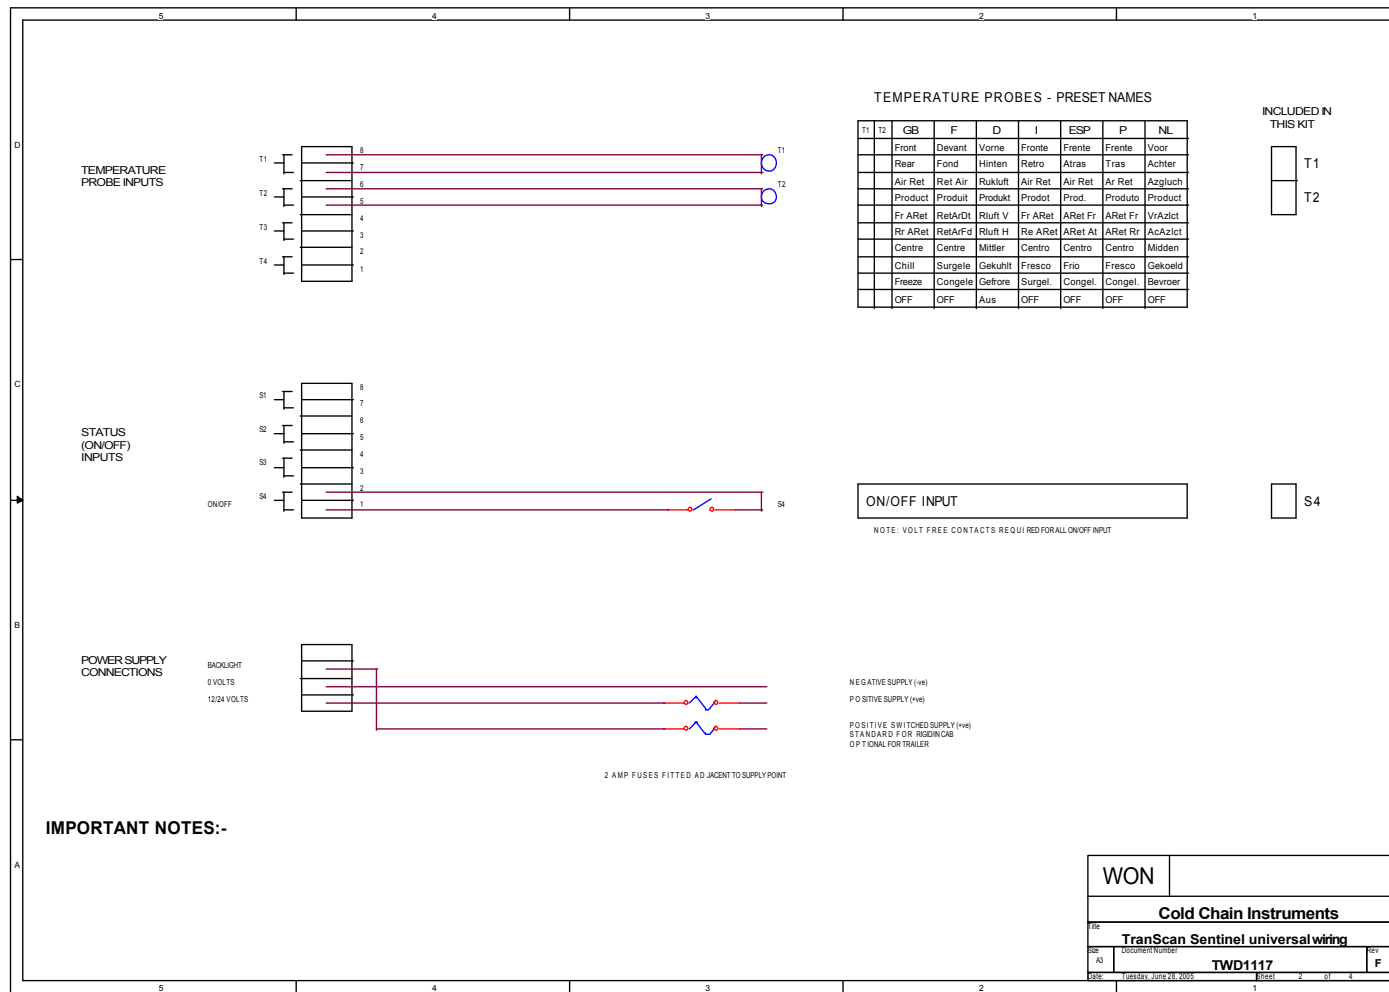 5 4 3 2 1
TEMPERATURE PROBES - PRESET NAMES
INCLUDED IN
THIS KIT
D
TEMPERATURE
PROBE INPUTS
T1
T2
T3
T4
8
7
6
5
4
3
2
1
T1
T2
T1 T2 GB F D I ESP P NL
Front Devant Vorne Fronte Frente Frente Voor
Rear Fond Hinten Retro Atras Tras Achter
Air Ret Ret Air Rukluft Air Ret Air Ret Ar Ret Azgluch
Product Produit Produkt Prodot Prod. Produto Product
Fr ARet RetArDt Rluft V Fr ARet ARet Fr ARet Fr VrAzlct
Rr ARet RetArFd Rluft H Re ARet ARet At ARet Rr AcAzlct
Centre Centre Mittler Centro Centro Centro Midden
Chill Surgele Gekuhlt Fresco Frio Fresco Gekoeld
Freeze Congele Gefrore Surgel. Congel. Congel. Bevroer
OFF OFF Aus OFF OFF OFF OFF
T1
T2
C
STATUS
(ON/OFF)
INPUTS
S1
S2
S3
S4
ON/OFF
8
7
6
5
4
3
2
1
S4
ON/OFF INPUT
S4
NOTE: VOLT FREE CONTACTS REQUIRED FOR ALL ON/OFF INPUT
B
POWER SUPPLY
CONNECTIONS
BACKLIGHT
0 VOLTS
12/24 VOLTS
NEGATIVE SUPPLY (-ve)
POSITIVE SUPPLY (+ve)
POSITIVE SWITCHED SUPPLY (+ve)
STANDARD FOR RIGID/IN CAB
OPTIONAL FOR TRAILER
2 AMP FUSES FITTED ADJACENT TO SUPPLY POINT
IMPORTANT NOTES:-
A
WON
Cold Chain Instruments
Title
TranScan Sentinel universal wiring
Size Document Number Rev
A3 TWD1117 F
Date: Tuesday, June 28, 2005 Sheet 2 of 4
5 4 3 2 1